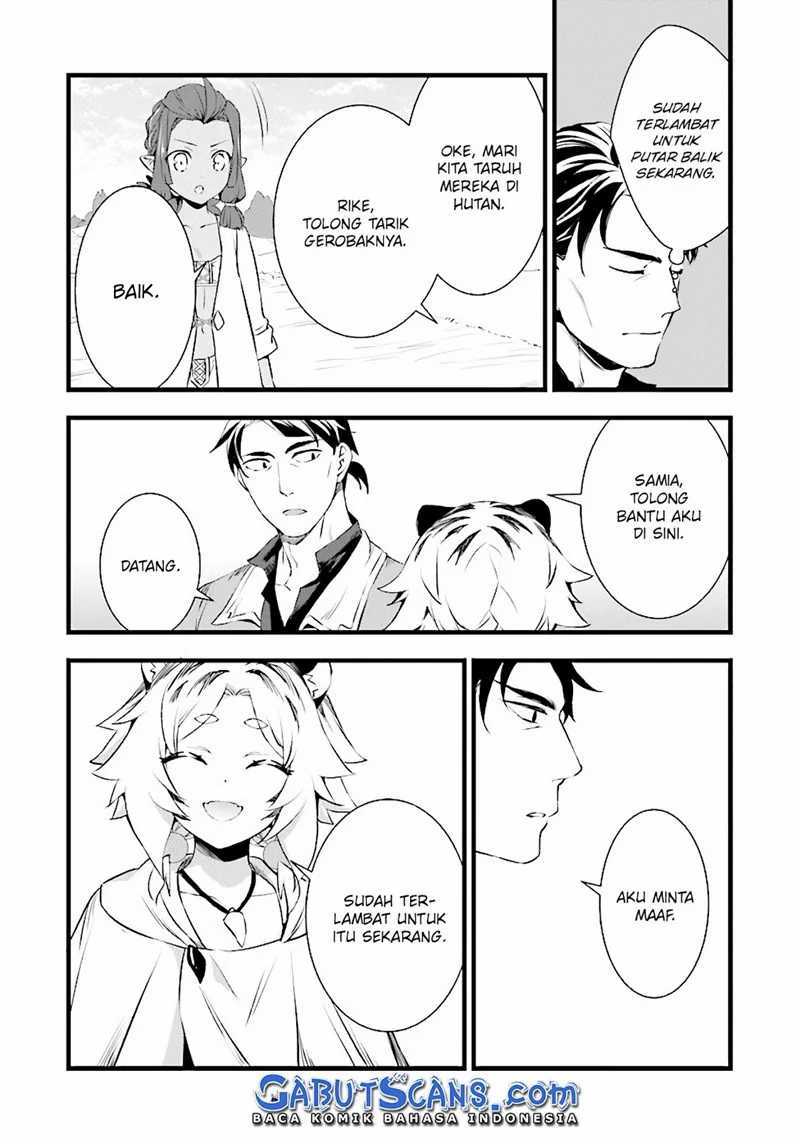 SUDAH
TERLAMBAT
UNTUK
PUTAR BALIK
SEKARANG.
OKE, MARI
KITA TARUH
MEREKA DI
HUTAN.
RIKE,
TOLONG TARIK
GEROBAKNYA.
BAIK.
SAMIA,
TOLONG
BANTU AKU
DI SINI.
DATANG.
AKU MINTA
MAAF.
SUDAH TER-
LAMBAT UNTUK
ITU SEKARANG.
GABUTSCANS.COM
BACA KOMIK BAHASA INDONESIA